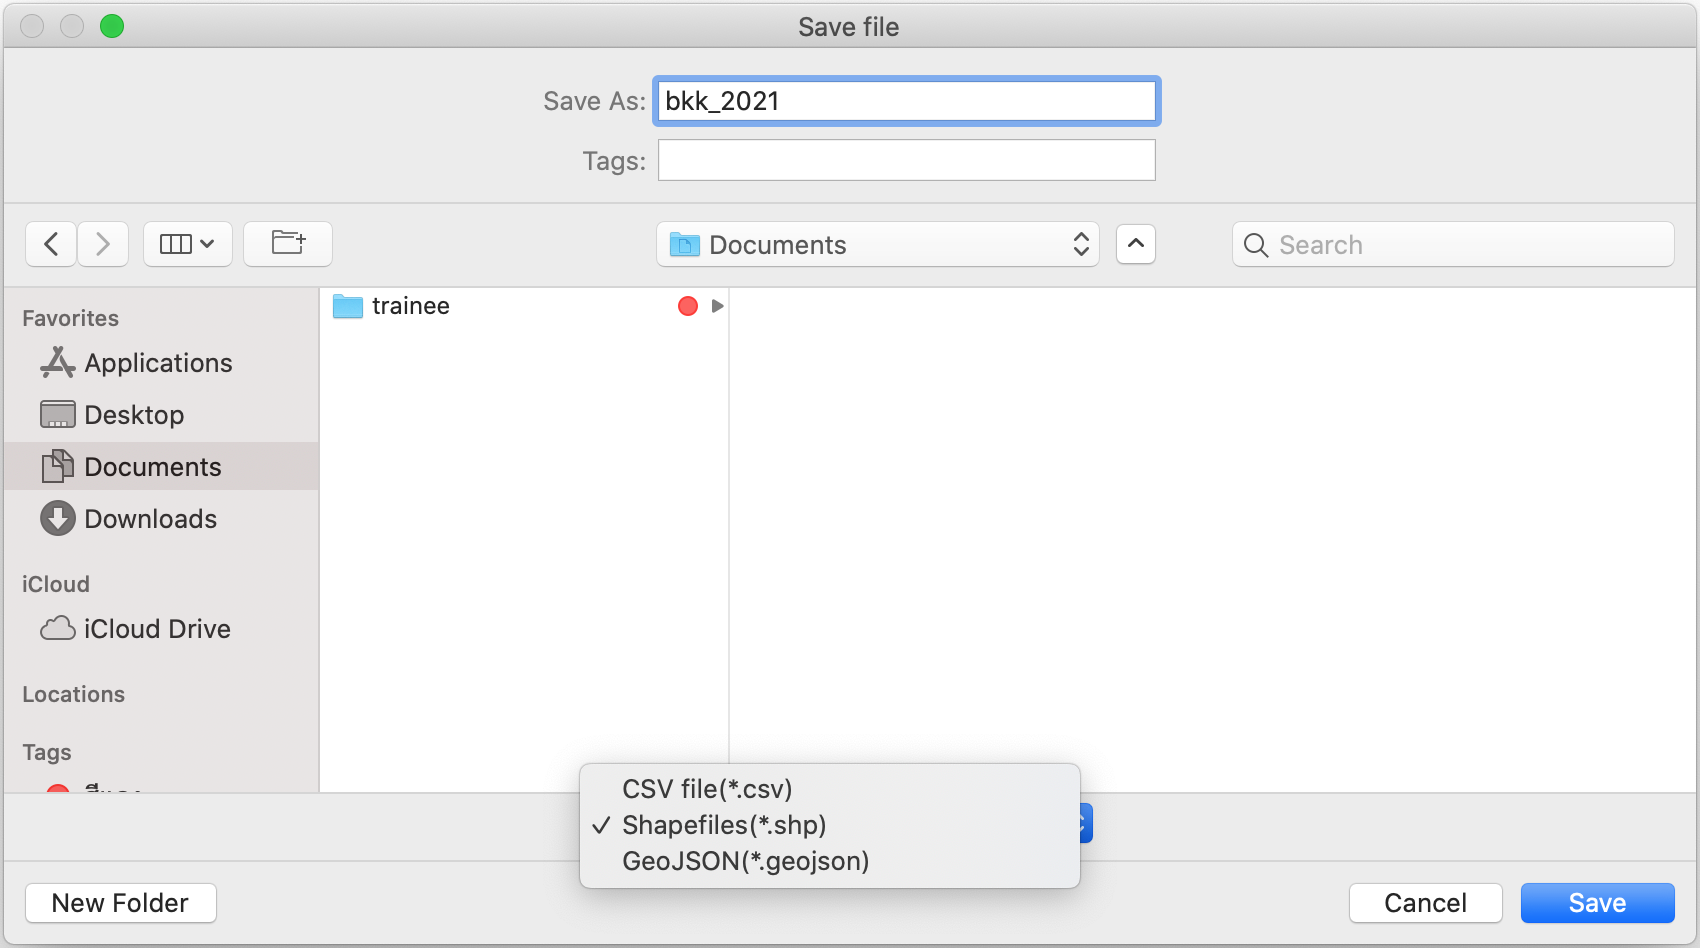 Save file
Save As: bkk_2021
Tags:
Documents
Search
Favorites
Applications
Desktop
Documents
Downloads
iCloud
iCloud Drive
Locations
Tags
trainee
CSV file(*.csv)
✓ Shapefiles(*.shp)
GeoJSON(*.geojson)
New Folder
Cancel
Save